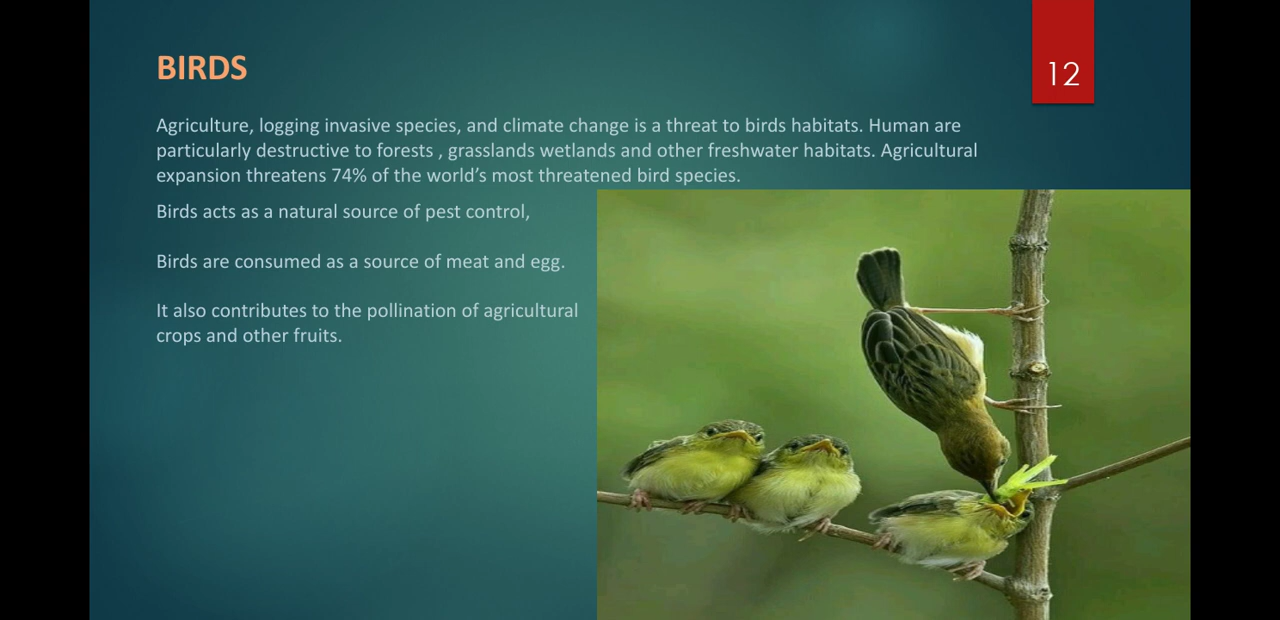 BIRDS
12
Agriculture, logging invasive species, and climate change is a threat to birds habitats. Human are
particularly destructive to forests , grasslands wetlands and other freshwater habitats. Agricultural
expansion threatens 74% of the world’s most threatened bird species.
Birds acts as a natural source of pest control,
Birds are consumed as a source of meat and egg.
It also contributes to the pollination of agricultural
crops and other fruits.